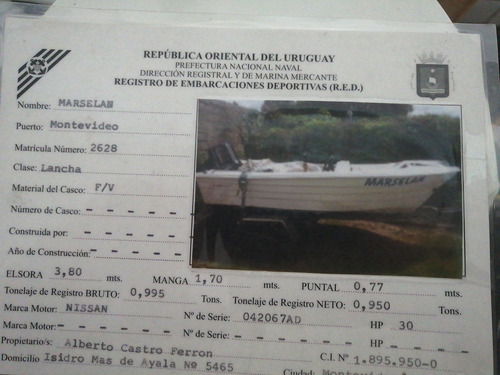 REPÚBLICA ORIENTAL DEL URUGUAY
PREFECTURA NACIONAL NAVAL
DIRECCIÓN REGISTRAL Y DE MARINA MERCANTE
REGISTRO DE EMBARCACIONES DEPORTIVAS (R.E.D.)
Nombre: MARSELAN
Puerto: Montevideo
Matrícula Número: 2628
Clase: Lancha
Material del Casco: F/V
Número de Casco: - - - - -
Construida por: - - - - -
Año de Construcción: - - - -
MARSELAN
ELSORA 3,80 mts. MANGA 1,70 mts. PUNTAL 0,77 mts.
Tonelaje de Registro BRUTO: 0,995 Tons. Tonelaje de Registro NETO: 0,950 Tons.
Marca Motor: NISSAN Nº de Serie: 042067AD HP 30
Marca Motor: - - - - - - Nº de Serie: - - - - - - HP - - - -
Propietario/s: Alberto Castro Ferron C.I. Nº 1.895.950-0
Domicilio Isidro Mas de Ayala Nº 5465 Ciudad: